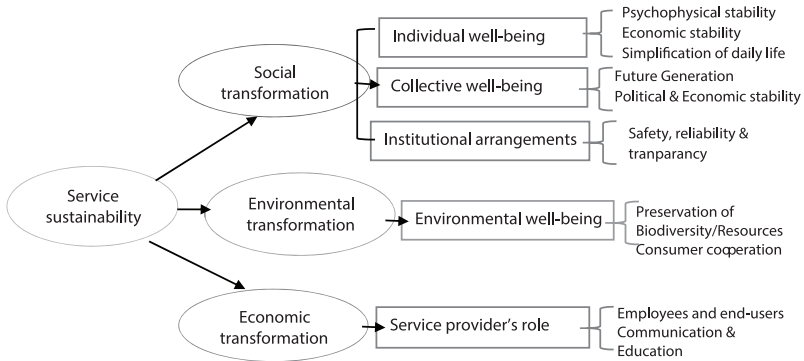 Service
sustainability
Social
transformation
Individual well-being
Psychophysical stability
Economic stability
Simplification of daily life
Collective well-being
Future Generation
Political & Economic stability
Institutional arrangements
Safety, reliability &
tranparancy
Environmental
transformation
Environmental well-being
Preservation of
Biodiversity/Resources
Consumer cooperation
Economic
transformation
Service provider's role
Employees and end-users
Communication &
Education